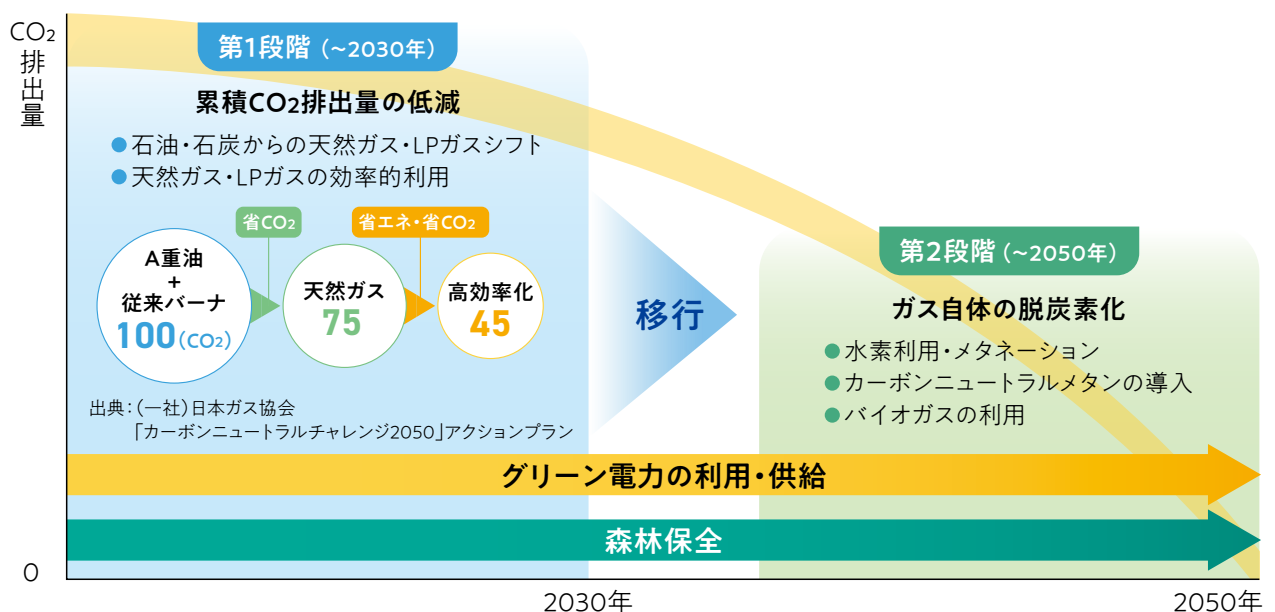 CO2
排出量
第1段階（~2030年）
累積CO2排出量の低減
●石油・石炭からの天然ガス・LPガスシフト
●天然ガス・LPガスの効率的利用
省CO2
省エネ・省CO2
A重油
+
従来バーナ
100(CO2)
天然ガス
75
高効率化
45
出典：（一社）日本ガス協会
「カーボンニュートラルチャレンジ2050」アクションプラン
移行
第2段階（~2050年）
ガス自体の脱炭素化
●水素利用・メタネーション
●カーボンニュートラルメタンの導入
●バイオガスの利用
グリーン電力の利用・供給
森林保全
0
2030年
2050年